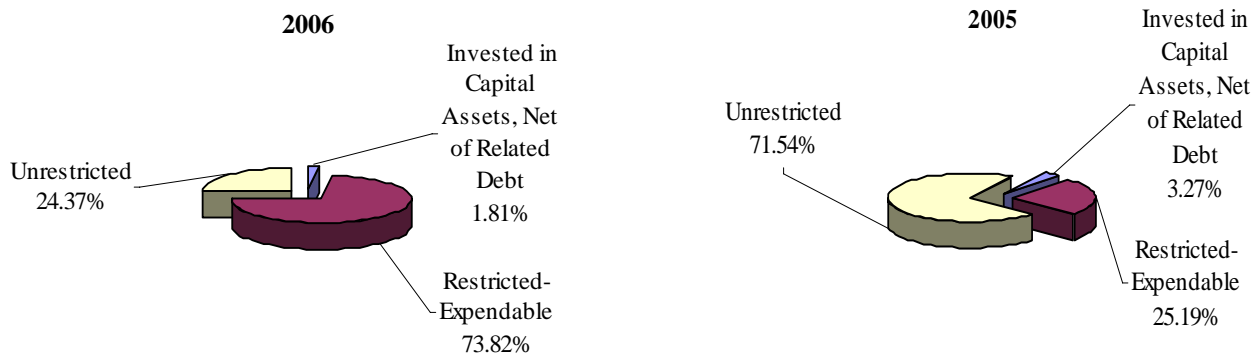 2006
Invested in
Capital
Assets, Net
of Related
Debt
1.81%
Unrestricted
24.37%
Restricted-
Expendable
73.82%
2005
Invested in
Capital
Assets, Net
of Related
Debt
3.27%
Unrestricted
71.54%
Restricted-
Expendable
25.19%